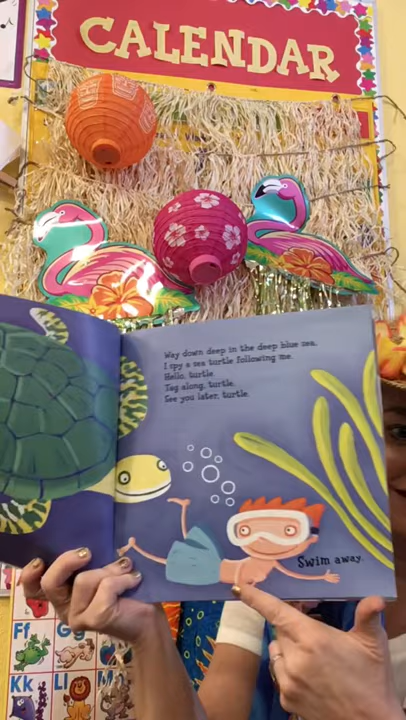 CALENDAR
Way down deep in the deep blue sea,
I spy a sea turtle following me.
Hello, turtle.
Tag along, turtle.
See you later, turtle.
Swim away.
Ff Gg
Kk Ll M